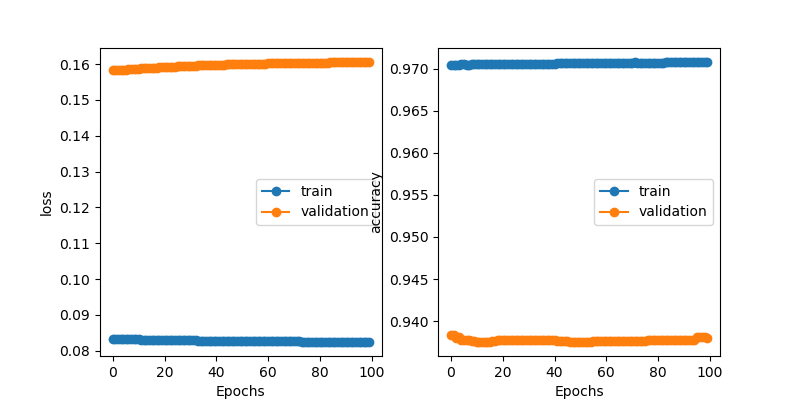 0.16
0.15
0.14
0.13
0.12
0.11
0.10
0.09
0.08
loss
0 20 40 60 80 100
Epochs
train
validation
0.970
0.965
0.960
0.955
0.950
0.945
0.940
accuracy
0 20 40 60 80 100
Epochs
train
validation